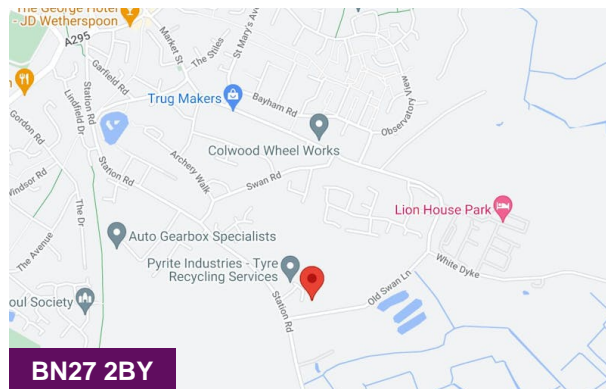 The George Hotel
- JD Wetherspoon
A295
Market St
The Stiles
St Mary's Ave
Garfield Rd
Station Rd
Lindfield Dr
Gordon Rd
Trug Makers
Bayham Rd
Observatory View
Colwood Wheel Works
Archery Walk
Swan Rd
Station Rd
Windsor Rd
The Dr
Lion House Park
The Avenue
Auto Gearbox Specialists
White Dyke
Pyrite Industries - Tyre
Recycling Services
Old Swan Ln
Station Rd
oul Society
BN27 2BY